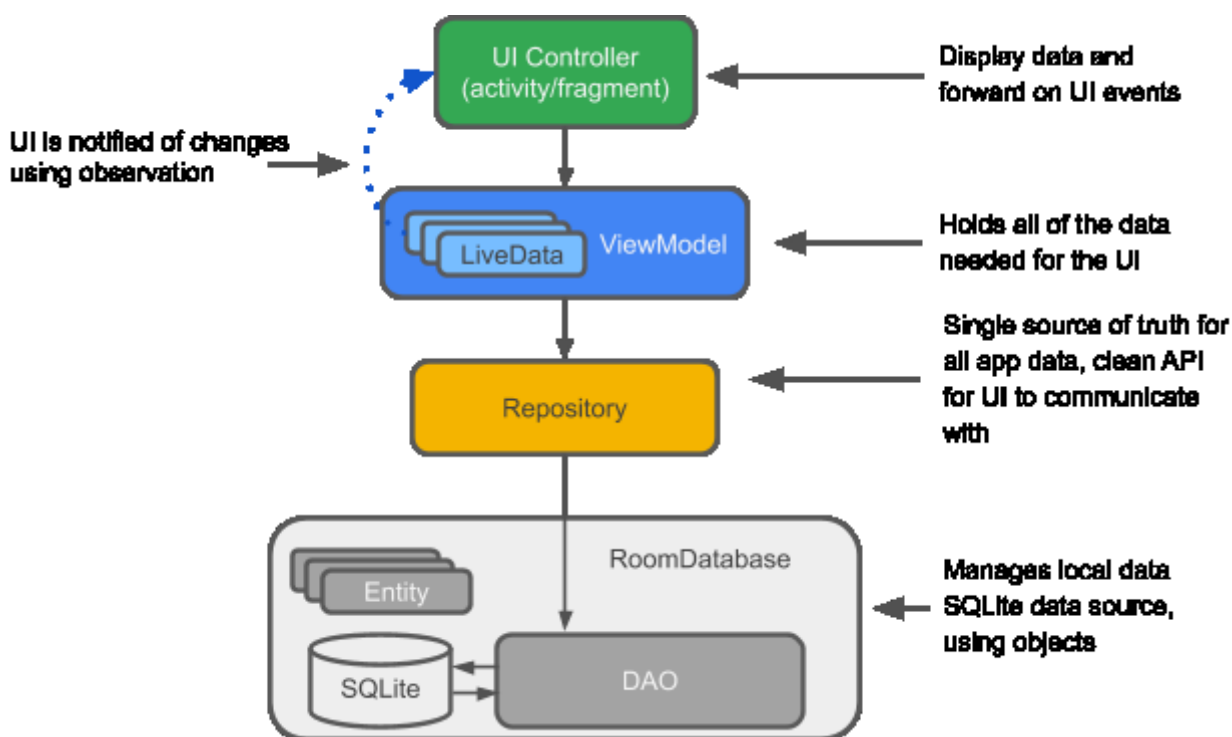 UI Controller
(activity/fragment)
Display data and
forward on UI events
UI is notified of changes
using observation
LiveData
ViewModel
Holds all of the data
needed for the UI
Repository
Single source of truth for
all app data, clean API
for UI to communicate
with
RoomDatabase
Entity
SQLite
DAO
Manages local data
SQLite data source,
using objects